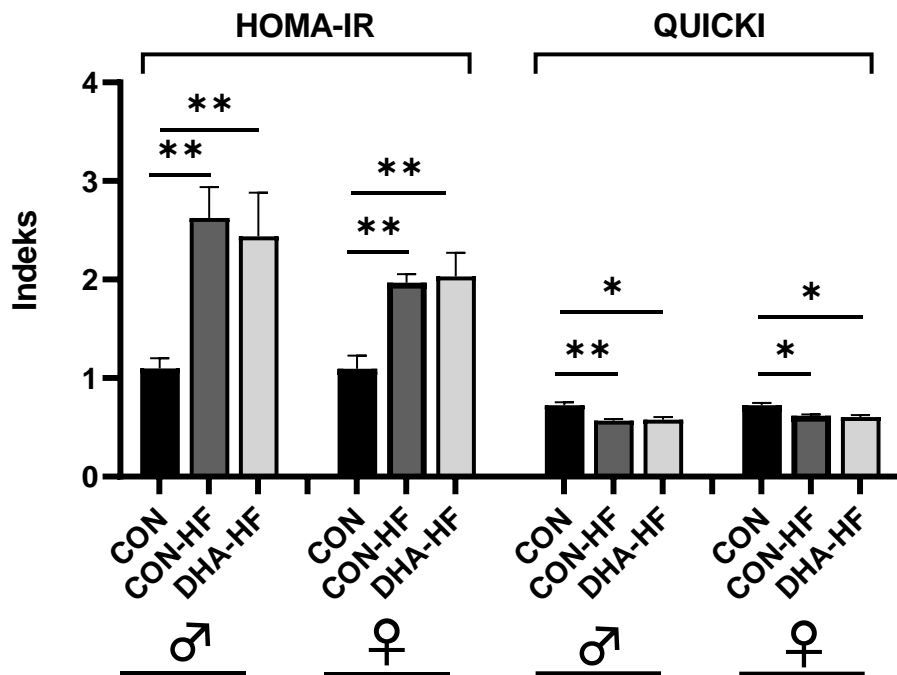 HOMA-IR QUICKI
4
3
2
1
0
Indeks
** ** ** ** * ** * *
CON CON-HF DHA-HF CON CON-HF DHA-HF CON CON-HF DHA-HF CON CON-HF DHA-HF
♂ ♀ ♂ ♀